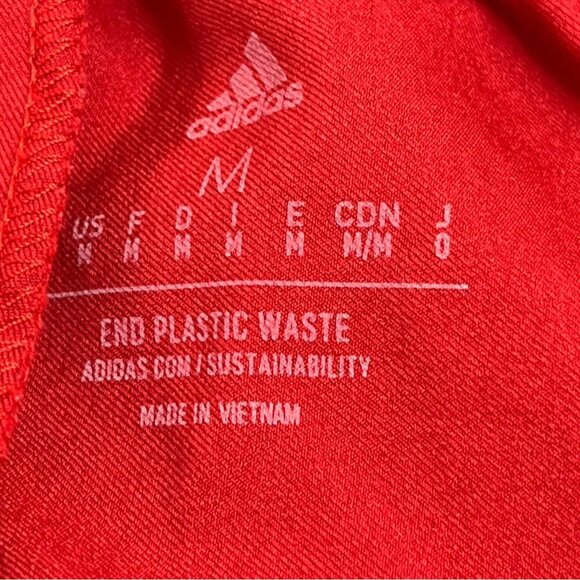 adidas
M
US F D I E CDN J
M M M M M M/M O
END PLASTIC WASTE
ADIDAS.COM/SUSTAINABILITY
MADE IN VIETNAM